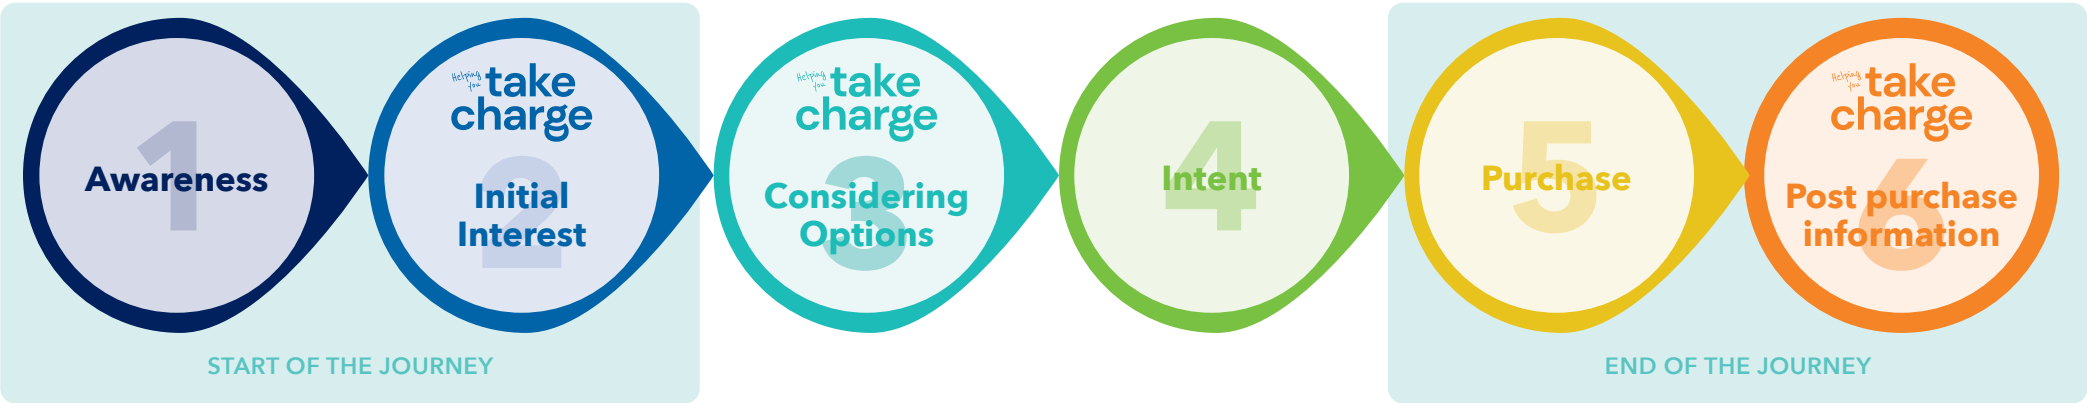 1
Awareness
Helping you take
charge
2
Initial
Interest
Helping you take
charge
3
Considering
Options
4
Intent
5
Purchase
Helping you take
charge
6
Post purchase
information
START OF THE JOURNEY
END OF THE JOURNEY